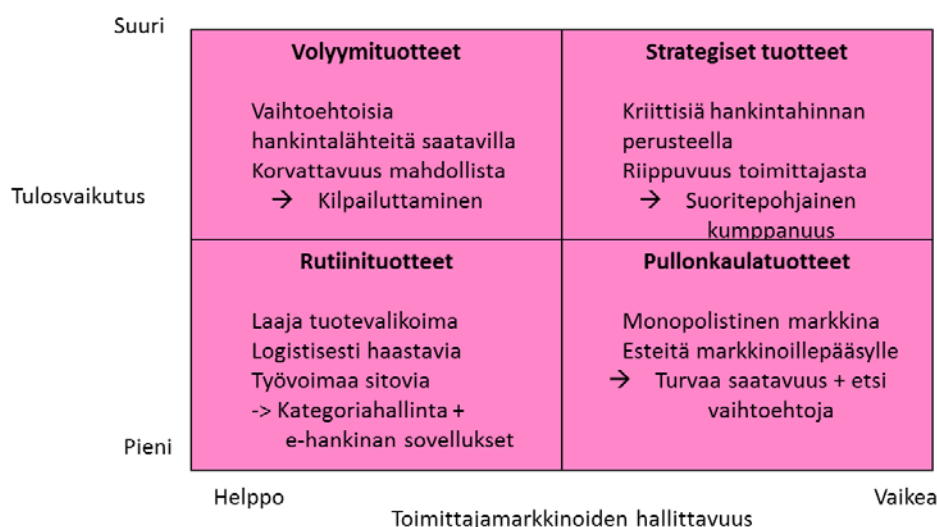 Suuri
Volyymituotteet
Vaihtoehtoisia
hankintalähteitä saatavilla
Korvattavuus mahdollista
→ Kilpailuttaminen
Strategiset tuotteet
Kriittisiä hankintahinnan
perusteella
Riippuvuus toimittajasta
→ Suoritepohjainen
kumppanuus
Tulosvaikutus
Rutiinituotteet
Laaja tuotevalikoima
Logistisesti haastavia
Työvoimaa sitovia
-> Kategoriahallinta +
e-hankinan sovellukset
Pullonkaulatuotteet
Monopolistinen markkina
Esteitä markkinoillepääsylle
→ Turvaa saatavuus + etsi
vaihtoehtoja
Pieni
Helppo
Vaikea
Toimittajamarkkinoiden hallittavuus